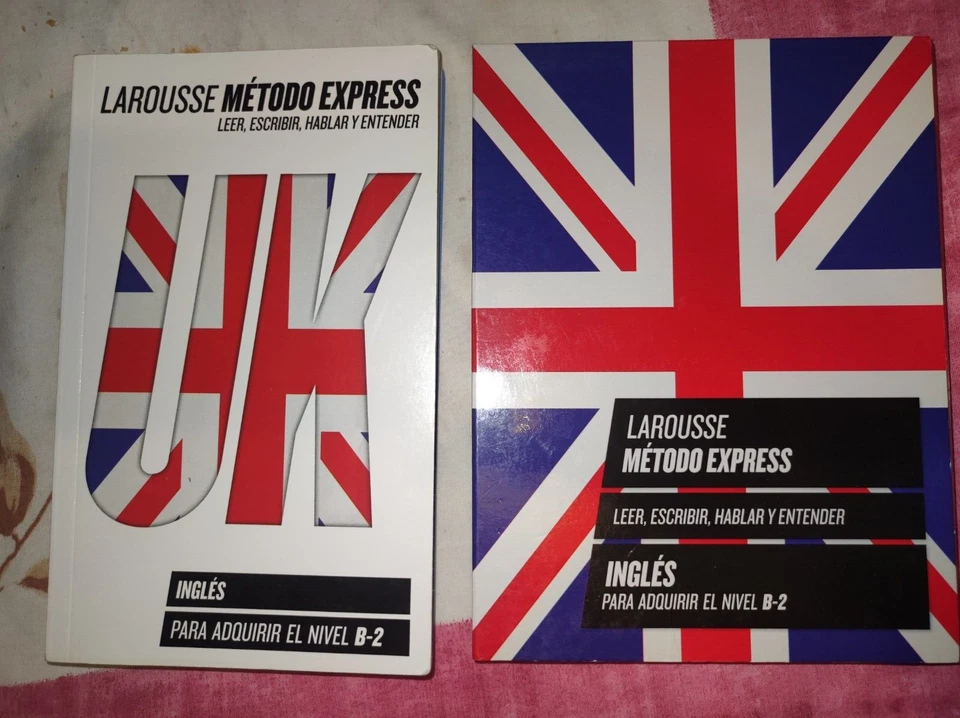 LAROUSSE MÉTODO EXPRESS
LEER, ESCRIBIR, HABLAR Y ENTENDER
UK
INGLÉS
PARA ADQUIRIR EL NIVEL B-2
LAROUSSE
MÉTODO EXPRESS
LEER, ESCRIBIR, HABLAR Y ENTENDER
INGLÉS
PARA ADQUIRIR EL NIVEL B-2